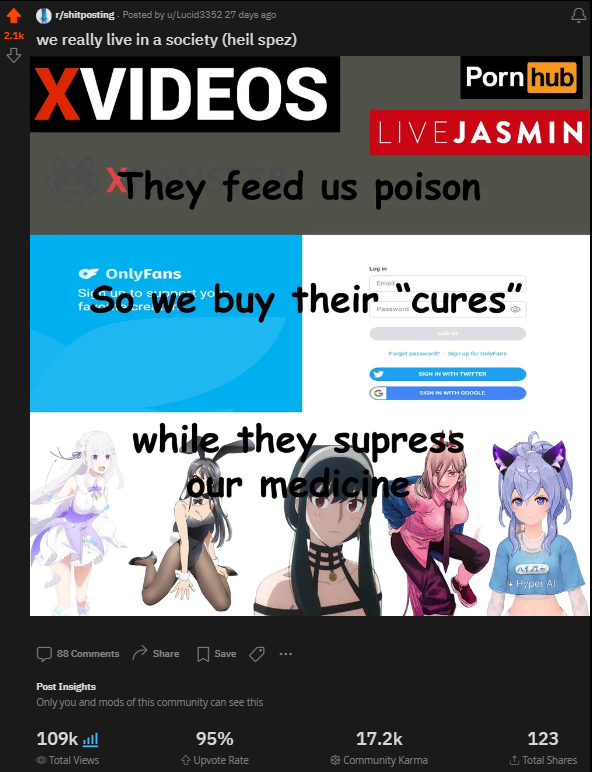 r/shitposting · Posted by u/Lucid3352 27 days ago
2.1k
we really live in a society (heil spez)
XVIDEOS
Pornhub
LIVEJASMIN
They feed us poison
OnlyFans
Sign up to support your
favorite creators
Log in
Email
Password
LOG IN
Forgot password? · Sign up for OnlyFans
SIGN IN WITH TWITTER
SIGN IN WITH GOOGLE
So we buy their “cures”
while they supress
our medicine
+ Hyper AI
88 Comments Share Save
Post Insights
Only you and mods of this community can see this
109k 95% 17.2k 123
Total Views Upvote Rate Community Karma Total Shares